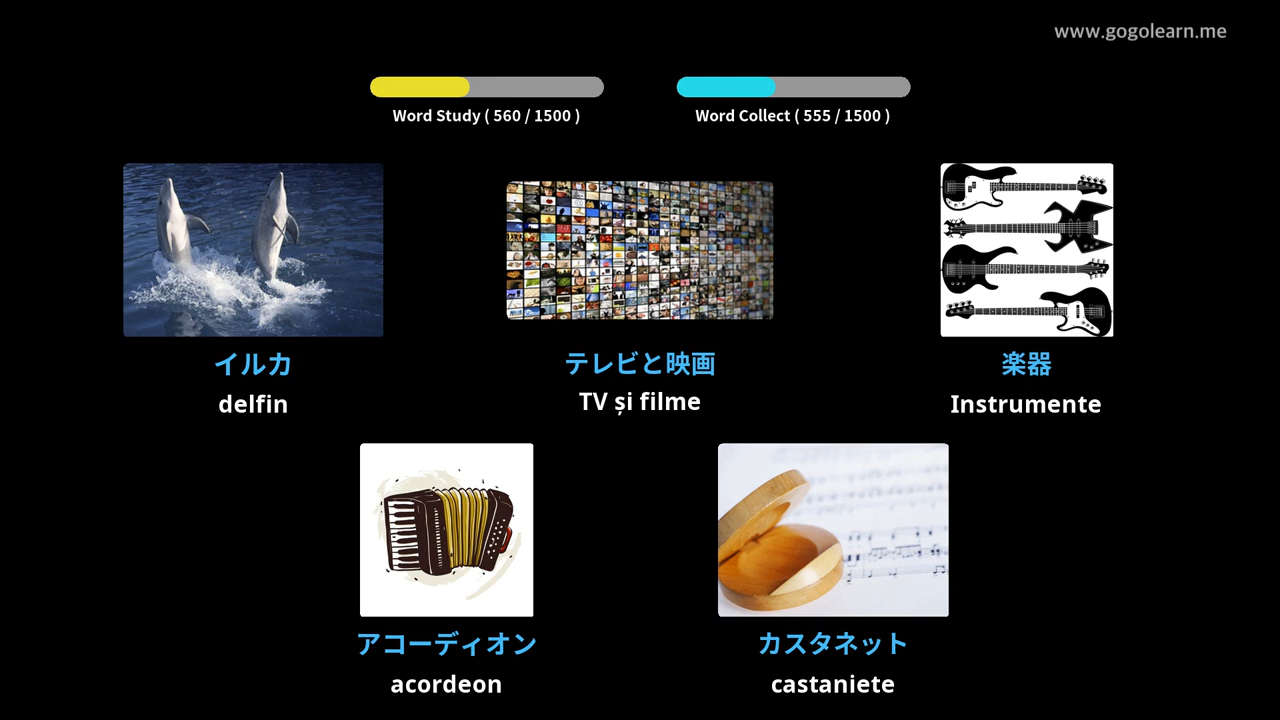 www.gogolearn.me
Word Study ( 560 / 1500 )
Word Collect ( 555 / 1500 )
イルカ
delfin
テレビと映画
TV și filme
楽器
Instrumente
アコーディオン
acordeon
カスタネット
castaniete